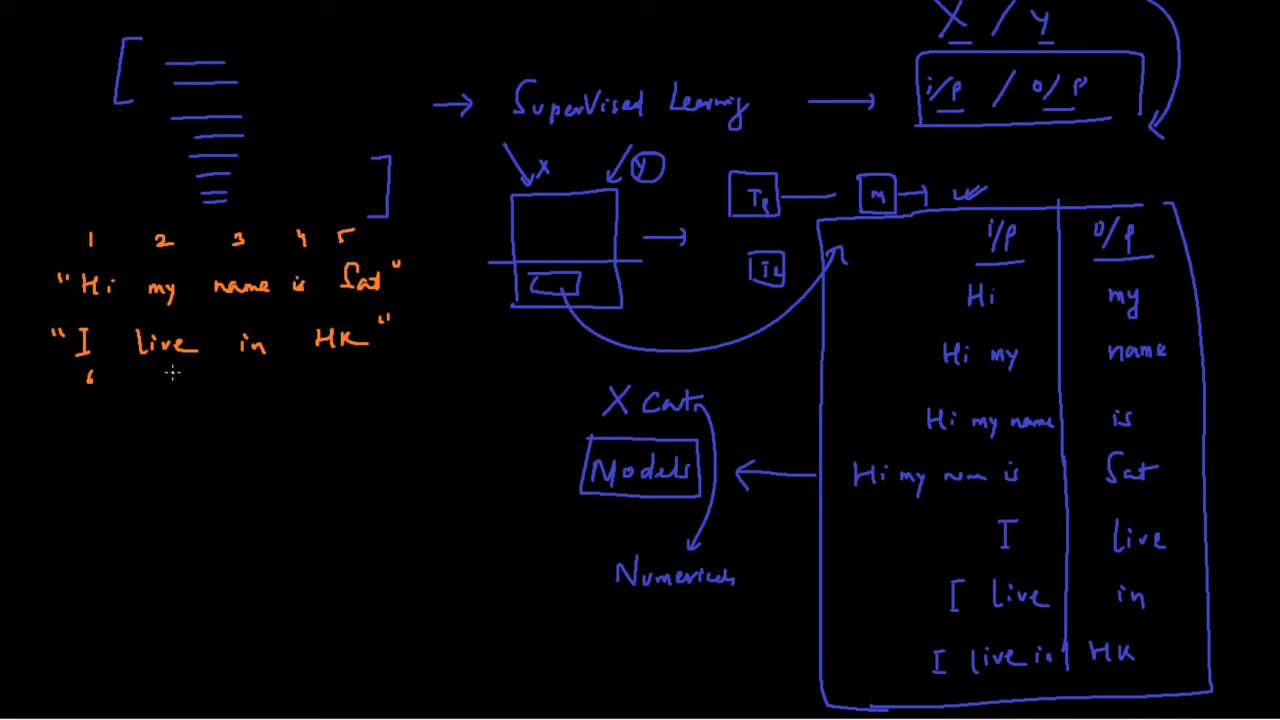 X / Y
i/p / o/p
SuperVised Learning
X Y
Tr M
Te
1 2 3 4 5
"Hi my name is Sat"
"I live in HK"
6
i/p o/p
Hi my
Hi my name
Hi my name is
Hi my nam is Sat
I live
I live in
I live in HK
X Cat
Models
Numerical